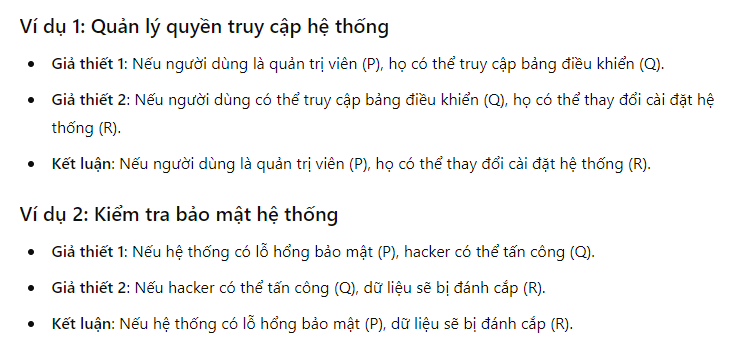 Ví dụ 1: Quản lý quyền truy cập hệ thống
• Giả thiết 1: Nếu người dùng là quản trị viên (P), họ có thể truy cập bảng điều khiển (Q).
• Giả thiết 2: Nếu người dùng có thể truy cập bảng điều khiển (Q), họ có thể thay đổi cài đặt hệ
thống (R).
• Kết luận: Nếu người dùng là quản trị viên (P), họ có thể thay đổi cài đặt hệ thống (R).
Ví dụ 2: Kiểm tra bảo mật hệ thống
• Giả thiết 1: Nếu hệ thống có lỗ hổng bảo mật (P), hacker có thể tấn công (Q).
• Giả thiết 2: Nếu hacker có thể tấn công (Q), dữ liệu sẽ bị đánh cắp (R).
• Kết luận: Nếu hệ thống có lỗ hổng bảo mật (P), dữ liệu sẽ bị đánh cắp (R).